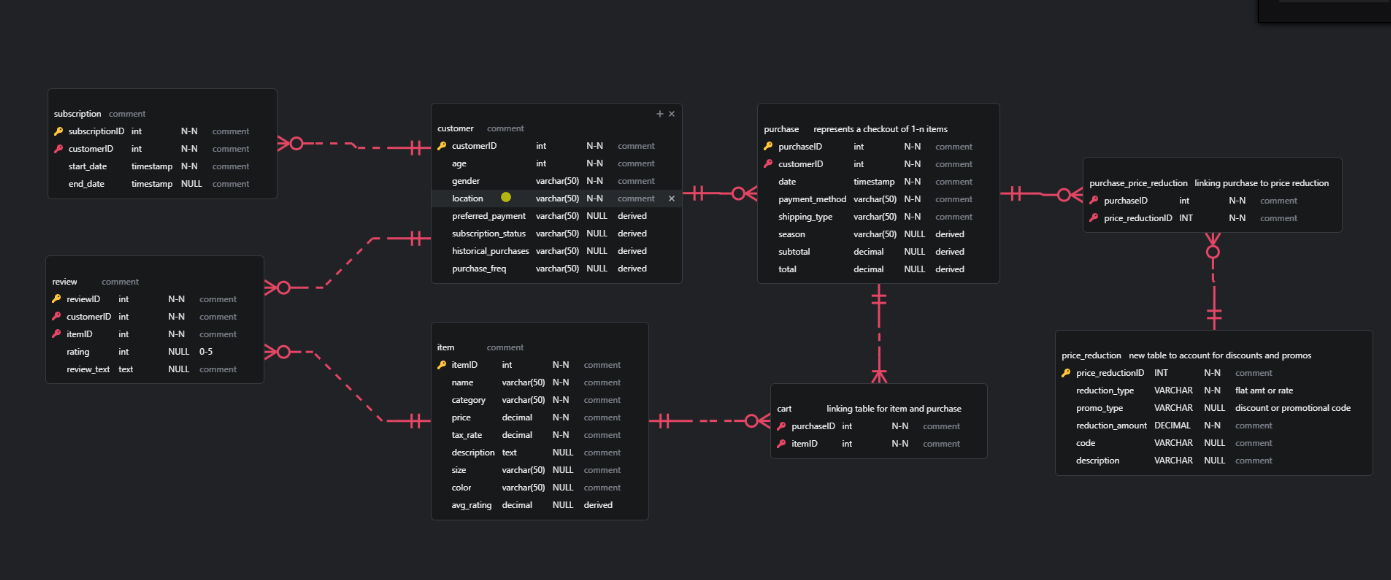 subscription comment
subscriptionID int N-N comment
customerID int N-N comment
start_date timestamp N-N comment
end_date timestamp NULL comment
customer comment + ×
customerID int N-N comment
age int N-N comment
gender varchar(50) N-N comment
location varchar(50) N-N comment ×
preferred_payment varchar(50) NULL derived
subscription_status varchar(50) NULL derived
historical_purchases varchar(50) NULL derived
purchase_freq varchar(50) NULL derived
purchase represents a checkout of 1-n items
purchaseID int N-N comment
customerID int N-N comment
date timestamp N-N comment
payment_method varchar(50) N-N comment
shipping_type varchar(50) N-N comment
season varchar(50) NULL derived
subtotal decimal NULL derived
total decimal NULL derived
purchase_price_reduction linking purchase to price reduction
purchaseID int N-N comment
price_reductionID INT N-N comment
review comment
reviewID int N-N comment
customerID int N-N comment
itemID int N-N comment
rating int NULL 0-5
review_text text NULL comment
item comment
itemID int N-N comment
name varchar(50) N-N comment
category varchar(50) N-N comment
price decimal N-N comment
tax_rate decimal N-N comment
description text NULL comment
size varchar(50) NULL comment
color varchar(50) NULL comment
avg_rating decimal NULL derived
cart linking table for item and purchase
purchaseID int N-N comment
itemID int N-N comment
price_reduction new table to account for discounts and promos
price_reductionID INT N-N comment
reduction_type VARCHAR N-N flat amt or rate
promo_type VARCHAR NULL discount or promotional code
reduction_amount DECIMAL N-N comment
code VARCHAR NULL comment
description VARCHAR NULL comment